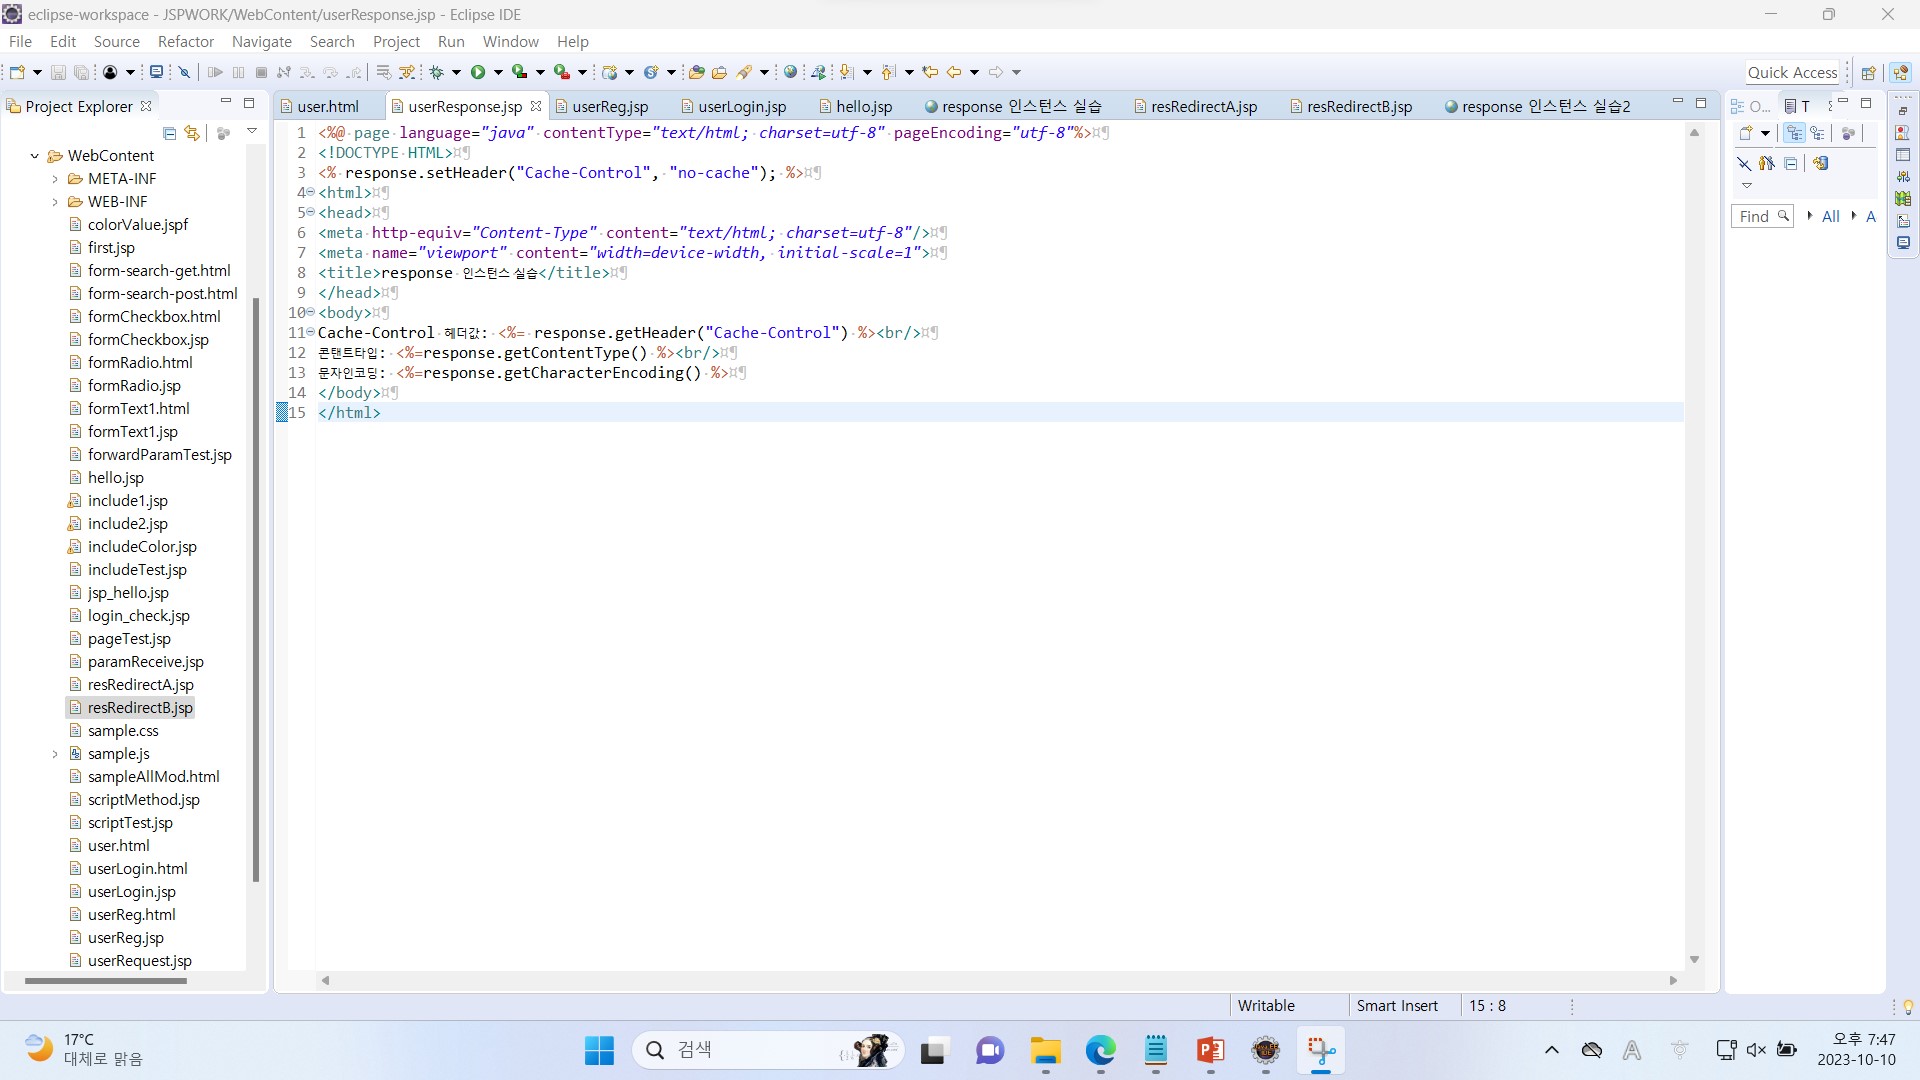 eclipse-workspace - JSPWORK/WebContent/userResponse.jsp - Eclipse IDE
File Edit Source Refactor Navigate Search Project Run Window Help
Quick Access
Project Explorer
WebContent
META-INF
WEB-INF
colorValue.jspf
first.jsp
form-search-get.html
form-search-post.html
formCheckbox.html
formCheckbox.jsp
formRadio.html
formRadio.jsp
formText1.html
formText1.jsp
forwardParamTest.jsp
hello.jsp
include1.jsp
include2.jsp
includeColor.jsp
includeTest.jsp
jsp_hello.jsp
login_check.jsp
pageTest.jsp
paramReceive.jsp
resRedirectA.jsp
resRedirectB.jsp
sample.css
sample.js
sampleAllMod.html
scriptMethod.jsp
scriptTest.jsp
user.html
userLogin.html
userLogin.jsp
userReg.html
userReg.jsp
userRequest.jsp
user.html userResponse.jsp userReg.jsp userLogin.jsp hello.jsp response 인스턴스 실습 resRedirectA.jsp resRedirectB.jsp response 인스턴스 실습2
1 <%@ page language="java" contentType="text/html; charset=utf-8" pageEncoding="utf-8"%>
2 <!DOCTYPE HTML>
3 <% response.setHeader("Cache-Control", "no-cache"); %>
4 <html>
5 <head>
6 <meta http-equiv="Content-Type" content="text/html; charset=utf-8"/>
7 <meta name="viewport" content="width=device-width, initial-scale=1">
8 <title>response 인스턴스 실습</title>
9 </head>
10 <body>
11 Cache-Control 헤더값: <%= response.getHeader("Cache-Control") %><br/>
12 콘탠트타입: <%=response.getContentType() %><br/>
13 문자인코딩: <%=response.getCharacterEncoding() %>
14 </body>
15 </html>
O... T
Find All A
Writable Smart Insert 15 : 8
17°C
대체로 맑음
검색
오후 7:47
2023-10-10